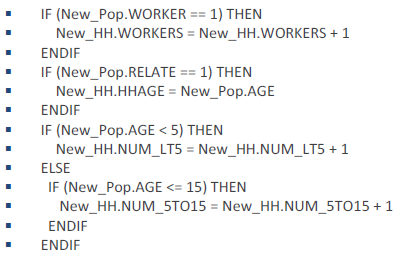 ▪ IF (New_Pop.WORKER == 1) THEN
▪ New_HH.WORKERS = New_HH.WORKERS + 1
▪ ENDIF
▪ IF (New_Pop.RELATE == 1) THEN
▪ New_HH.HHAGE = New_Pop.AGE
▪ ENDIF
▪ IF (New_Pop.AGE < 5) THEN
▪ New_HH.NUM_LT5 = New_HH.NUM_LT5 + 1
▪ ELSE
▪ IF (New_Pop.AGE <= 15) THEN
▪ New_HH.NUM_5TO15 = New_HH.NUM_5TO15 + 1
▪ ENDIF
▪ ENDIF